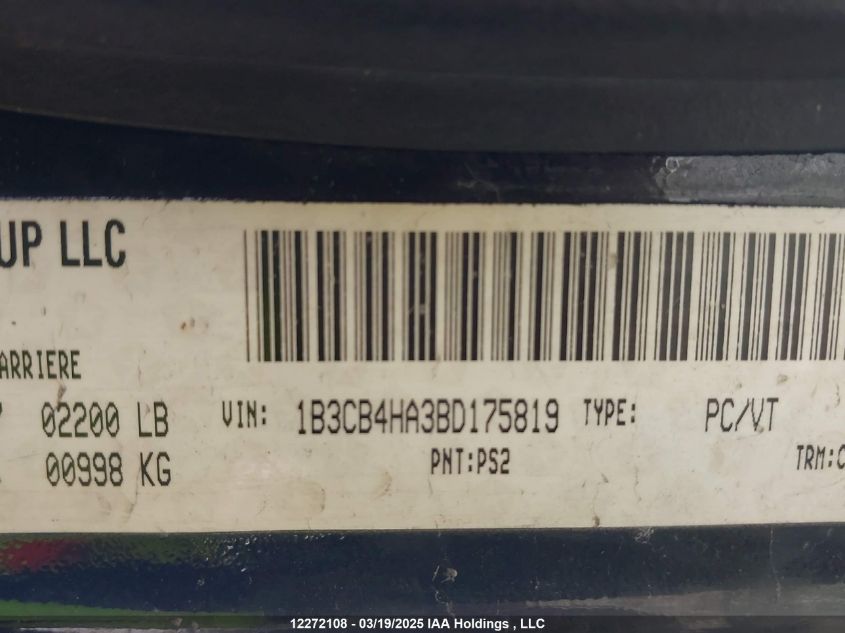 UP LLC
ARRIERE
02200 LB VIN: 1B3CB4HA3BD175819 TYPE: PC/VT
00998 KG PNT:PS2 TRM:C
12272108 - 03/19/2025 IAA Holdings , LLC